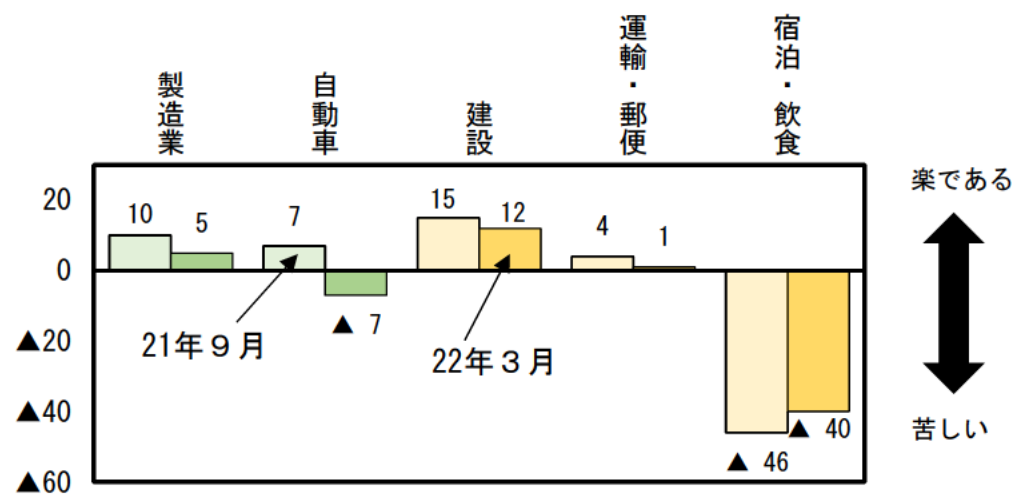 製造業
自動車
建設
運輸・郵便
宿泊・飲食
楽である
20
0
▲20
▲40
▲60
10
5
7
▲ 7
15
12
4
1
▲ 46
▲ 40
21年９月
22年３月
苦しい